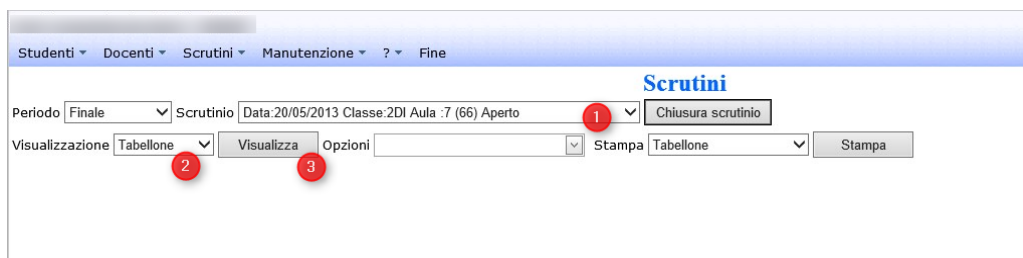 Studenti Docenti Scrutini Manutenzione ? Fine
Scrutini
Periodo Finale Scrutinio Data:20/05/2013 Classe:2DI Aula :7 (66) Aperto 1 Chiusura scrutinio
Visualizzazione Tabellone Visualizza Opzioni Stampa Tabellone Stampa
2 3